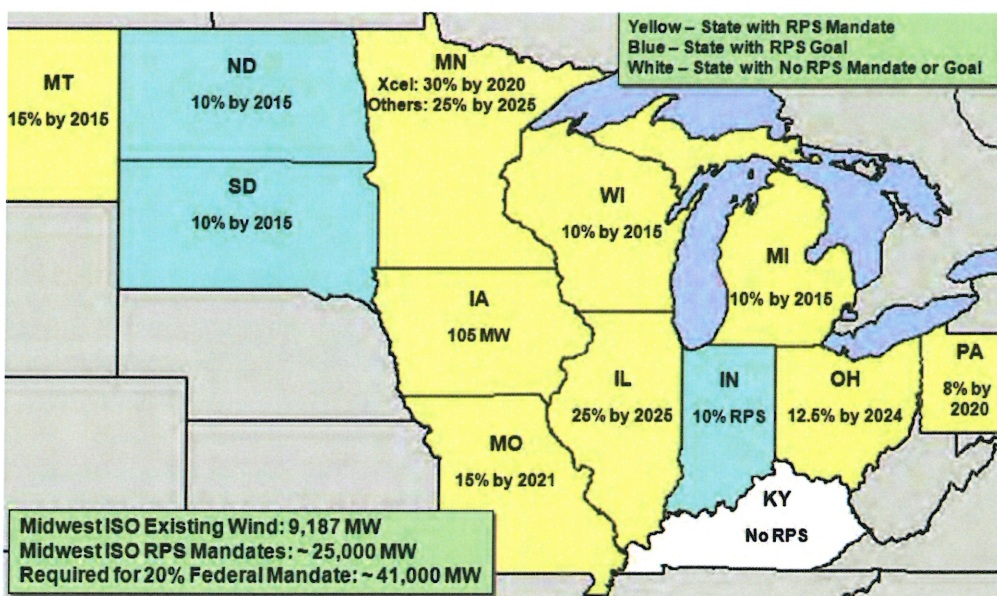 Yellow – State with RPS Mandate
Blue – State with RPS Goal
White – State with No RPS Mandate or Goal
MT
15% by 2015
ND
10% by 2015
SD
10% by 2015
MN
Xcel: 30% by 2020
Others: 25% by 2025
WI
10% by 2015
MI
10% by 2015
IA
105 MW
IL
25% by 2025
IN
10% RPS
OH
12.5% by 2024
PA
8% by
2020
MO
15% by 2021
KY
No RPS
Midwest ISO Existing Wind: 9,187 MW
Midwest ISO RPS Mandates: ~ 25,000 MW
Required for 20% Federal Mandate: ~ 41,000 MW